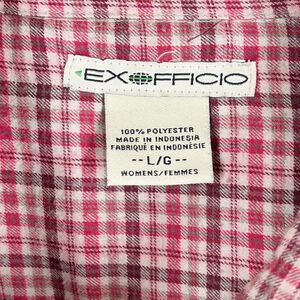 EXOFFICIO
100% POLYESTER
MADE IN INDONESIA
FABRIQUÉ EN INDONÉSIE
-- L/G --
WOMENS/FEMMES